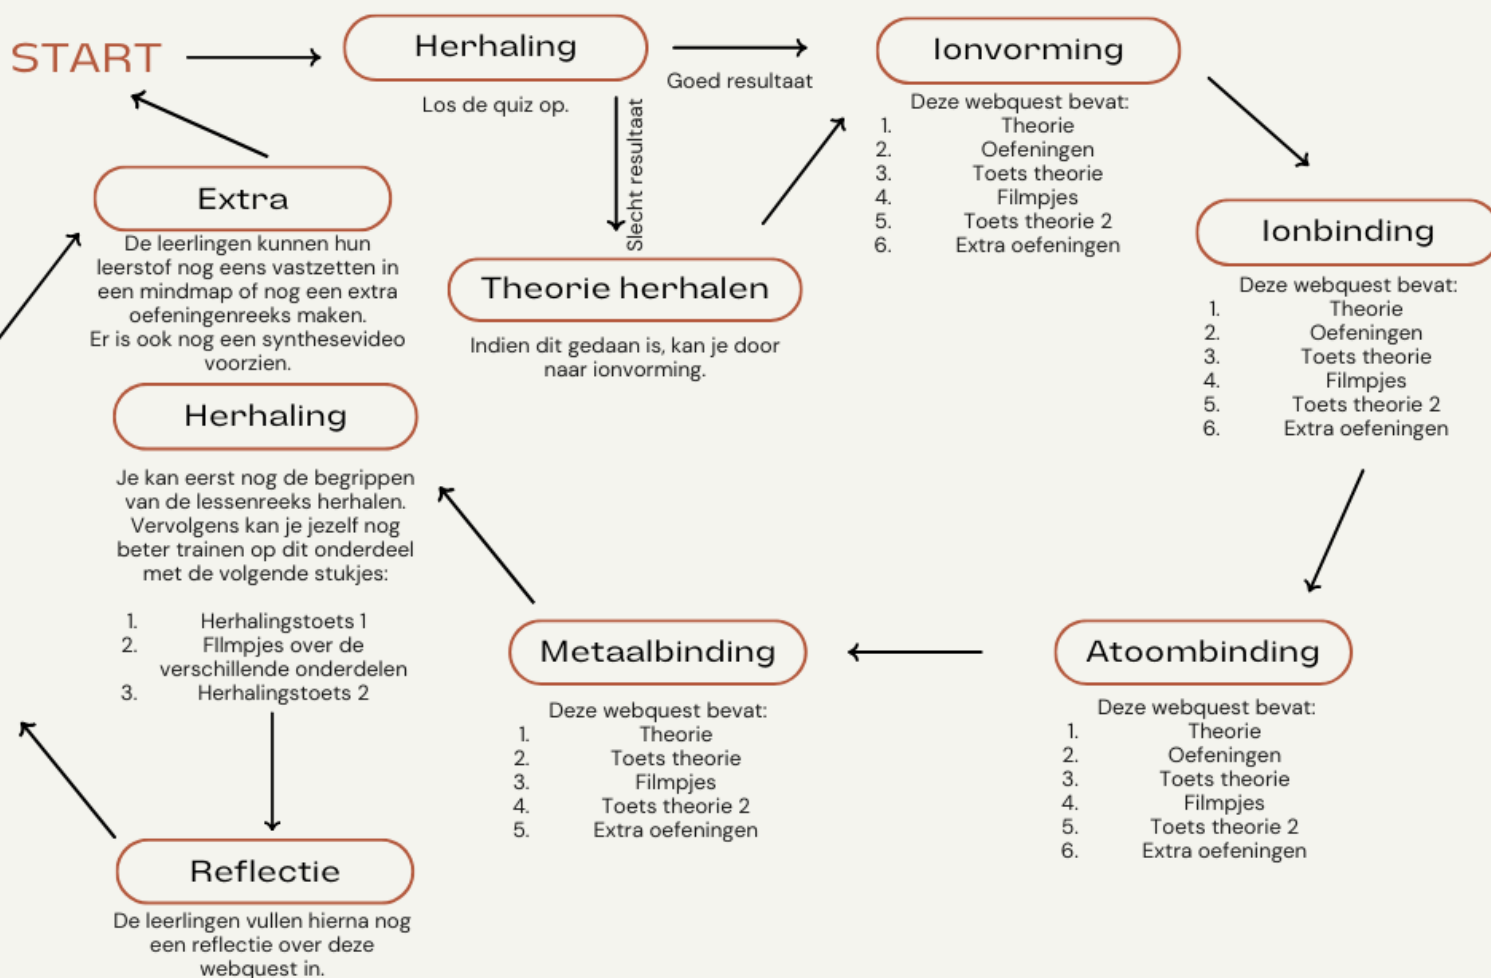 START
Herhaling
Los de quiz op.
Goed resultaat
Slecht resultaat
Theorie herhalen
Indien dit gedaan is, kan je door
naar ionvorming.
Ionvorming
Deze webquest bevat:
1. Theorie
2. Oefeningen
3. Toets theorie
4. Filmpjes
5. Toets theorie 2
6. Extra oefeningen
Ionbinding
Deze webquest bevat:
1. Theorie
2. Oefeningen
3. Toets theorie
4. Filmpjes
5. Toets theorie 2
6. Extra oefeningen
Atoombinding
Deze webquest bevat:
1. Theorie
2. Oefeningen
3. Toets theorie
4. Filmpjes
5. Toets theorie 2
6. Extra oefeningen
Metaalbinding
Deze webquest bevat:
1. Theorie
2. Toets theorie
3. Filmpjes
4. Toets theorie 2
5. Extra oefeningen
Herhaling
Je kan eerst nog de begrippen
van de lessenreeks herhalen.
Vervolgens kan je jezelf nog
beter trainen op dit onderdeel
met de volgende stukjes:
1. Herhalingstoets 1
2. FIlmpjes over de
verschillende onderdelen
3. Herhalingstoets 2
Reflectie
De leerlingen vullen hierna nog
een reflectie over deze
webquest in.
Extra
De leerlingen kunnen hun
leerstof nog eens vastzetten in
een mindmap of nog een extra
oefeningenreeks maken.
Er is ook nog een synthesevideo
voorzien.